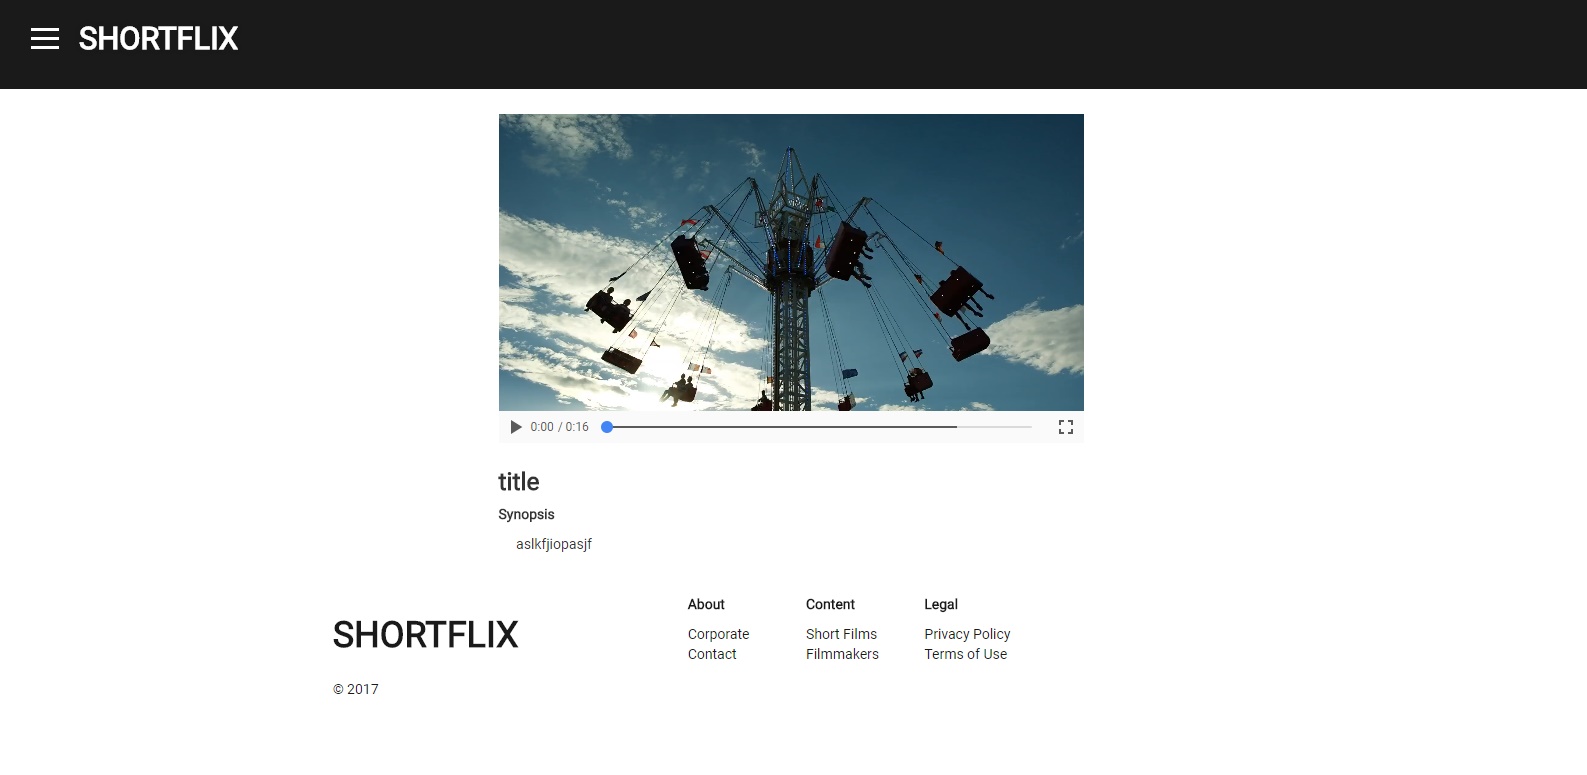 SHORTFLIX
0:00 / 0:16
title
Synopsis
aslkfjiopasjf
SHORTFLIX
© 2017
About
Corporate
Contact
Content
Short Films
Filmmakers
Legal
Privacy Policy
Terms of Use